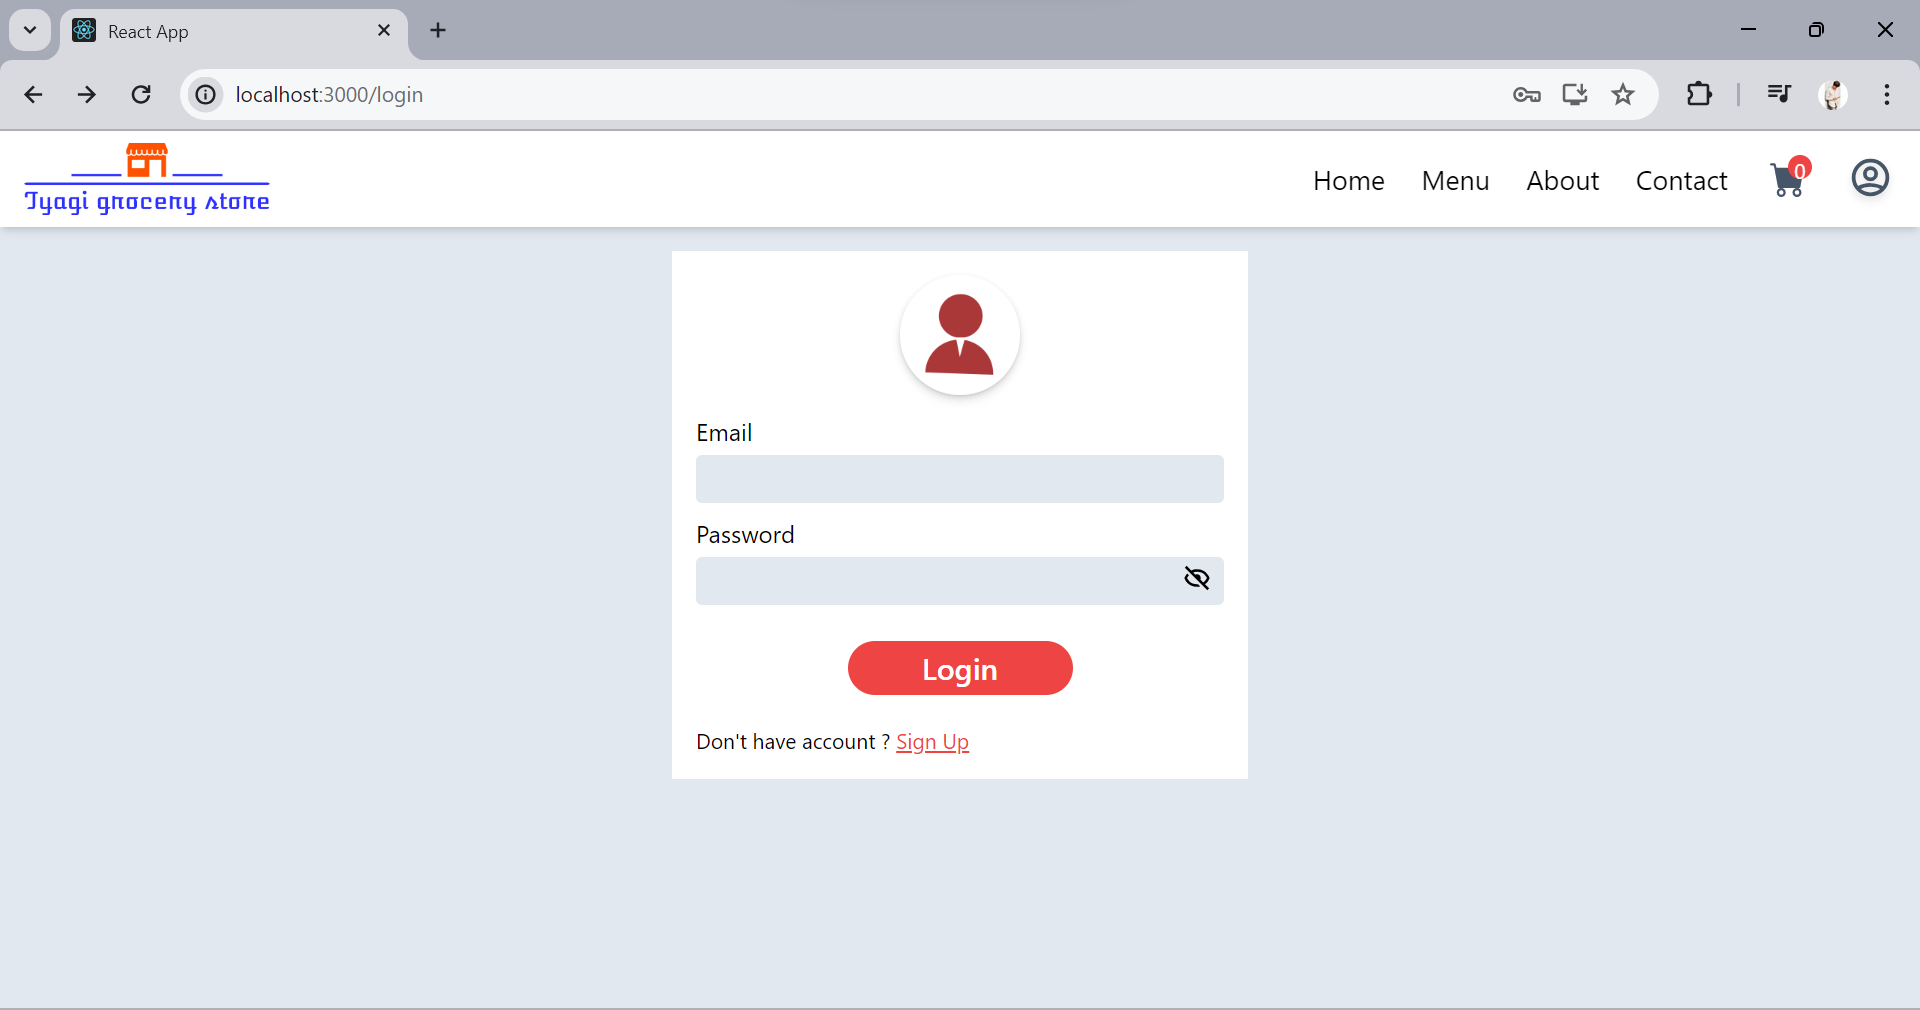 React App
localhost:3000/login
Tyagi grocery store
Home Menu About Contact 0
Email
Password
Login
Don't have account ? Sign Up